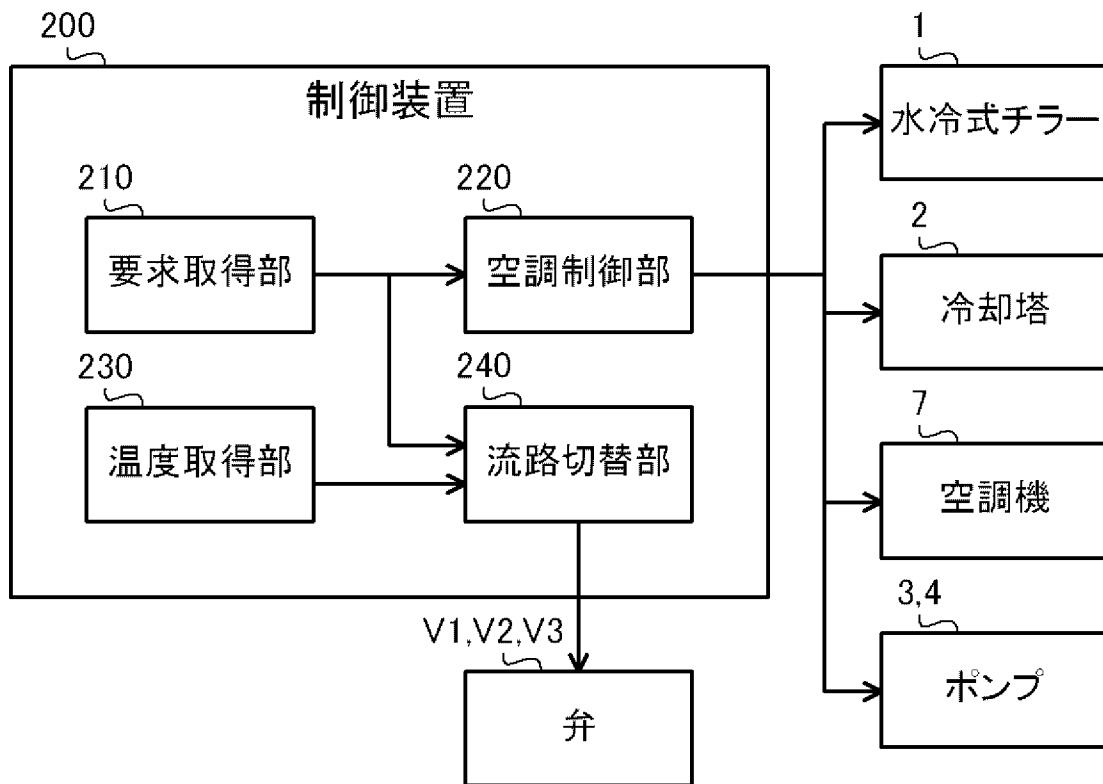 200
制御装置
210
要求取得部
220
空調制御部
230
温度取得部
240
流路切替部
V1,V2,V3
弁
1
水冷式チラー
2
冷却塔
7
空調機
3,4
ポンプ